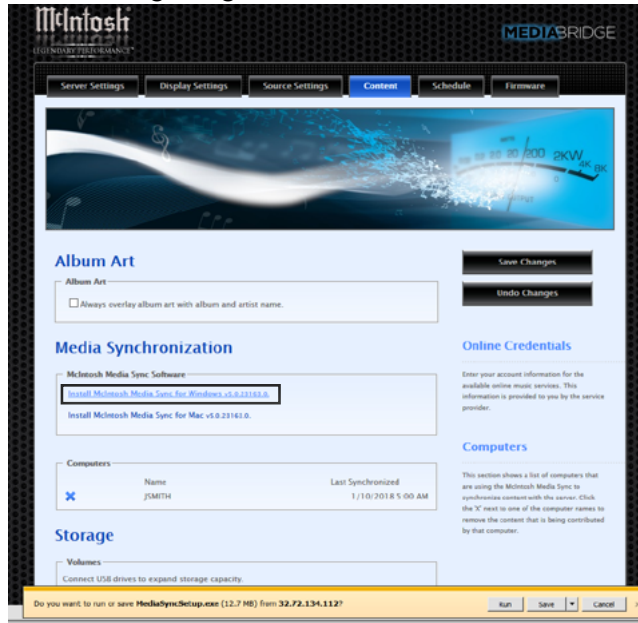 McIntosh
LEGENDARY PERFORMANCE™
MEDIABRIDGE
Server Settings
Display Settings
Source Settings
Content
Schedule
Firmware
200 2KW
4K 8K
Album Art
Album Art
Always overlay album art with album and artist name.
Save Changes
Undo Changes
Media Synchronization
McIntosh Media Sync Software
Install McIntosh Media Sync for Windows v5.0.23163.0.
Install McIntosh Media Sync for Mac v5.0.23163.0.
Computers
Name
Last Synchronized
JSMITH
1/10/2018 5:00 AM
Storage
Volumes
Connect USB drives to expand storage capacity.
Online Credentials
Enter your account information for the
available online music services. This
information is provided to you by the service
provider.
Computers
This section shows a list of computers that
are using the McIntosh Media Sync to
synchronize content with the server. Click
the 'X' next to one of the computer names to
remove the content that is being contributed
by that computer.
Do you want to run or save MediaSyncSetup.exe (12.7 MB) from 32.72.134.112?
Run
Save
Cancel